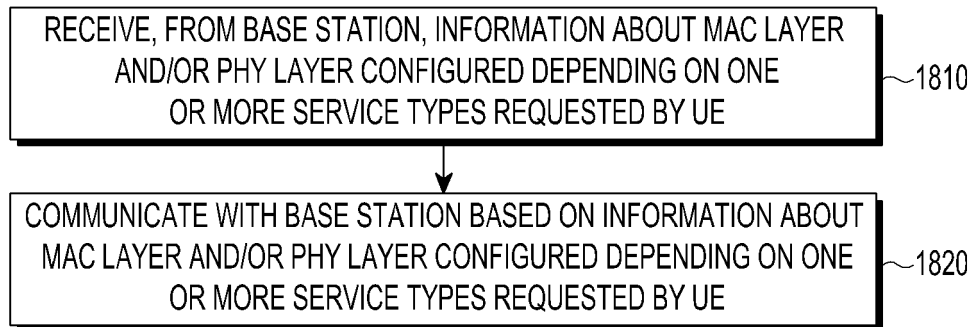 RECEIVE, FROM BASE STATION, INFORMATION ABOUT MAC LAYER
AND/OR PHY LAYER CONFIGURED DEPENDING ON ONE
OR MORE SERVICE TYPES REQUESTED BY UE
1810
COMMUNICATE WITH BASE STATION BASED ON INFORMATION ABOUT
MAC LAYER AND/OR PHY LAYER CONFIGURED DEPENDING ON ONE
OR MORE SERVICE TYPES REQUESTED BY UE
1820